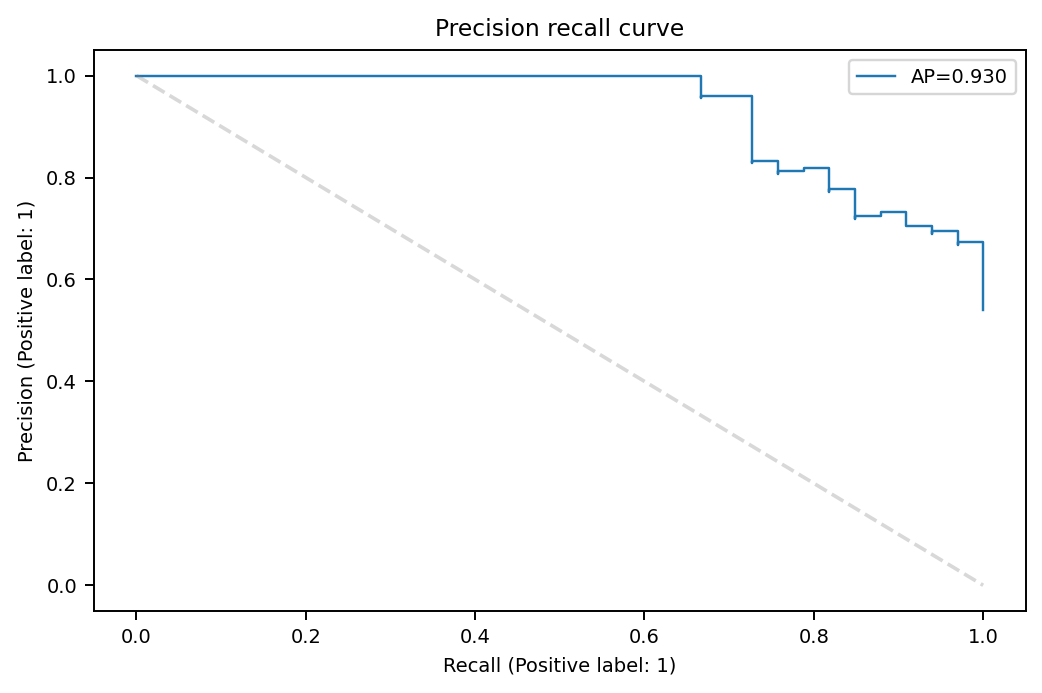 Precision recall curve
AP=0.930
Precision (Positive label: 1)
1.0
0.8
0.6
0.4
0.2
0.0
0.0 0.2 0.4 0.6 0.8 1.0
Recall (Positive label: 1)